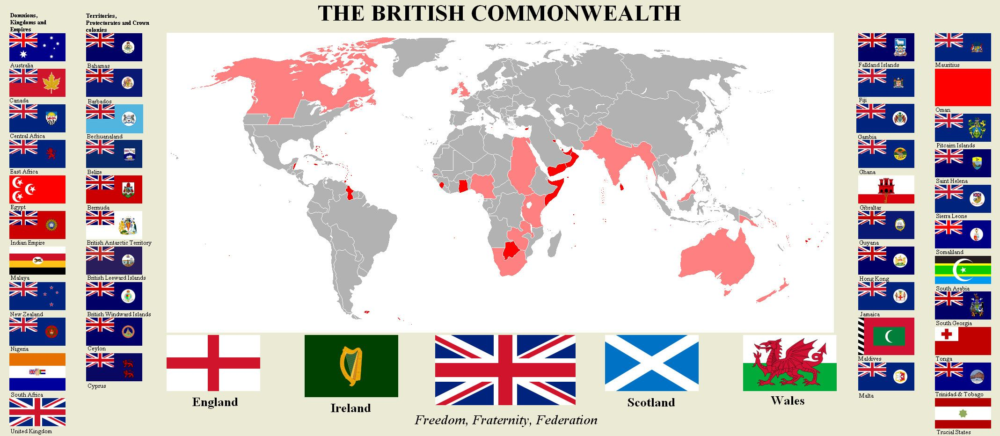 THE BRITISH COMMONWEALTH
Domnions,
Kingdoms and
Empires
Australia
Canada
Central Africa
East Africa
Egypt
Indian Empire
Malaya
New Zealand
Nigeria
South Africa
United Kingdom
Territories,
Protectorates and Crown
colonies
Bahamas
Barbados
Bechuanaland
Belize
Bermuda
British Antarctic Territory
British Leeward Islands
British Windward Islands
Ceylon
Cyprus
England
Ireland
Scotland
Wales
Freedom, Fraternity, Federation
Falkland Islands
Fiji
Gambia
Ghana
Gibraltar
Guyana
Hong Kong
Jamaica
Maldives
Malta
Mauritius
Oman
Pitcairn Islands
Saint Helena
Sierra Leone
Somaliland
South Arabia
South Georgia
Tonga
Trinidad & Tobago
Trucial States